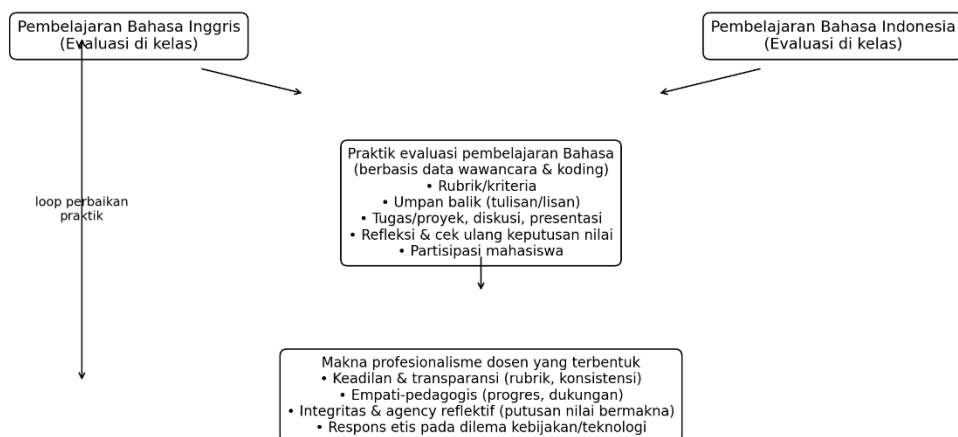 Pembelajaran Bahasa Inggris
(Evaluasi di kelas)
Pembelajaran Bahasa Indonesia
(Evaluasi di kelas)
Praktik evaluasi pembelajaran Bahasa
(berbasis data wawancara & koding)
• Rubrik/kriteria
• Umpan balik (tulisan/lisan)
• Tugas/proyek, diskusi, presentasi
• Refleksi & cek ulang keputusan nilai
• Partisipasi mahasiswa
loop perbaikan
praktik
Makna profesionalisme dosen yang terbentuk
• Keadilan & transparansi (rubrik, konsistensi)
• Empati-pedagogis (progres, dukungan)
• Integritas & agency reflektif (putusan nilai bermakna)
• Respons etis pada dilema kebijakan/teknologi